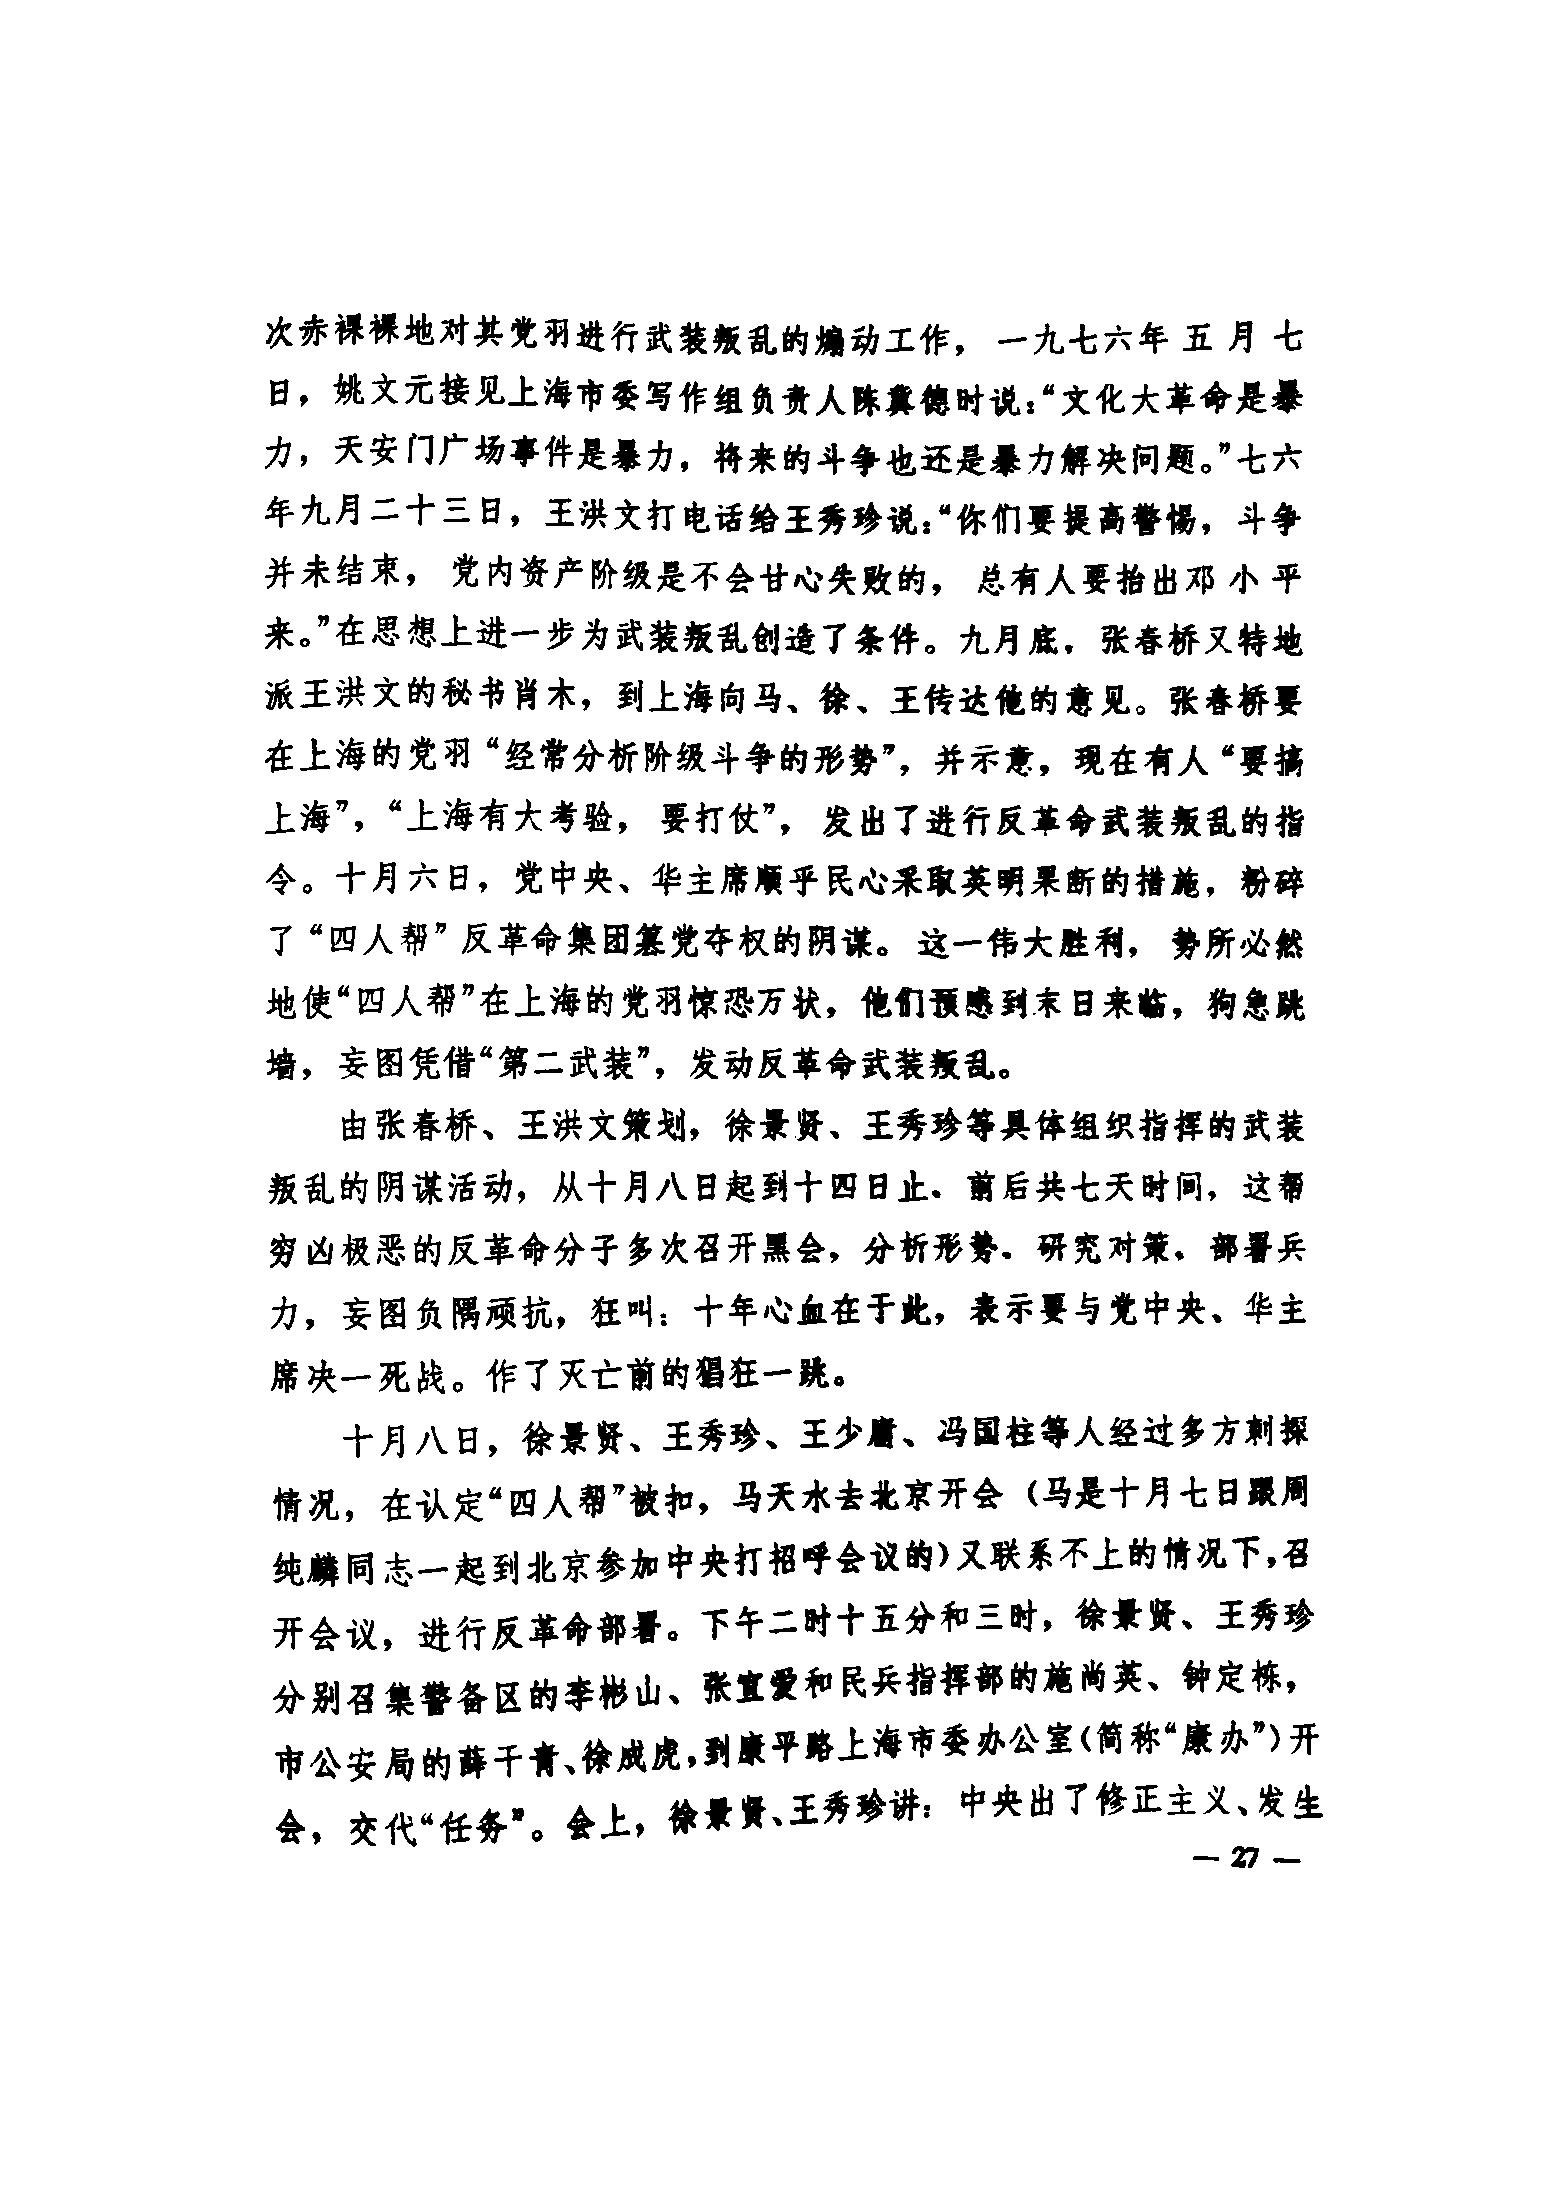 次赤裸裸地对其党羽进行武装叛乱的煽动工作，一九七六年五月七
日，姚文元接见上海市委写作组负责人陈冀德时说：“文化大革命是暴
力，天安门广场事件是暴力，将来的斗争也还是暴力解决问题。”七六
年九月二十三日，王洪文打电话给王秀珍说：“你们要提高警惕，斗争
并未结束，党内资产阶级是不会甘心失败的，总有人要抬出邓小平
来。”在思想上进一步为武装叛乱创造了条件。九月底，张春桥又特地
派王洪文的秘书肖木，到上海向马、徐、王传达他的意见。张春桥要
在上海的党羽“经常分析阶级斗争的形势”，并示意，现在有人“要搞
上海”，“上海有大考验，要打仗”，发出了进行反革命武装叛乱的指
令。十月六日，党中央、华主席顺乎民心采取英明果断的措施，粉碎
了“四人帮”反革命集团篡党夺权的阴谋。这一伟大胜利，势所必然
地使“四人帮”在上海的党羽惊恐万状，他们预感到末日来临，狗急跳
墙，妄图凭借“第二武装”，发动反革命武装叛乱。
由张春桥、王洪文策划，徐景贤、王秀珍等具体组织指挥的武装
叛乱的阴谋活动，从十月八日起到十四日止、前后共七天时间，这帮
穷凶极恶的反革命分子多次召开黑会，分析形势、研究对策、部署兵
力，妄图负隅顽抗，狂叫：十年心血在于此，表示要与党中央、华主
席决一死战。作了灭亡前的猖狂一跳。
十月八日，徐景贤、王秀珍、王少庸、冯国柱等人经过多方刺探
情况，在认定“四人帮”被扣，马天水去北京开会（马是十月七日跟周
纯麟同志一起到北京参加中央打招呼会议的）又联系不上的情况下，召
开会议，进行反革命部署。下午二时十五分和三时，徐景贤、王秀珍
分别召集警备区的李彬山、张宜爱和民兵指挥部的施尚英、钟定栋，
市公安局的薛干青、徐成虎，到康平路上海市委办公室（简称“康办”）开
会，交代“任务”。会上，徐景贤、王秀珍讲：中央出了修正主义、发生
— 27 —